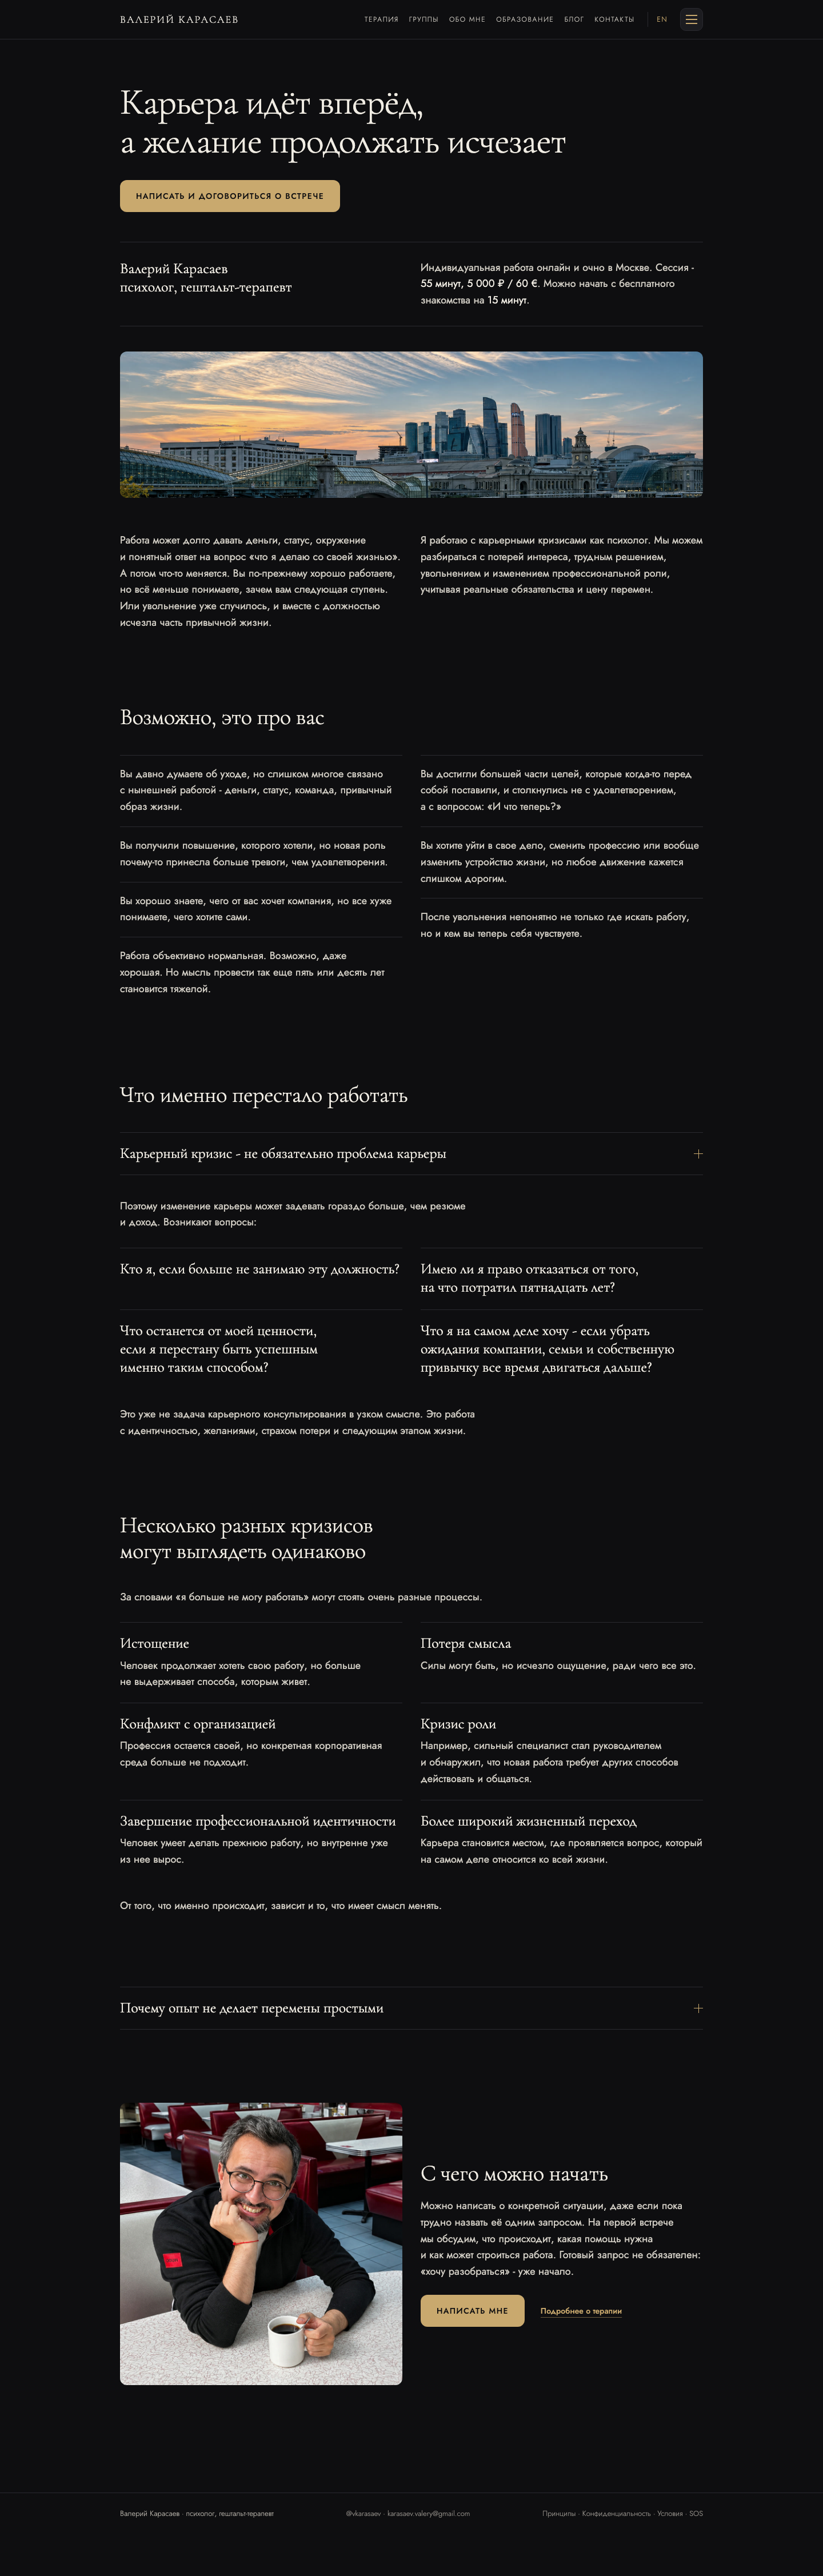 ВАЛЕРИЙ КАРАСАЕВ
ТЕРАПИЯ ГРУППЫ ОБО МНЕ ОБРАЗОВАНИЕ БЛОГ КОНТАКТЫ EN
Карьера идёт вперёд,
а желание продолжать исчезает
НАПИСАТЬ И ДОГОВОРИТЬСЯ О ВСТРЕЧЕ
Валерий Карасаев
психолог, гештальт-терапевт
Индивидуальная работа онлайн и очно в Москве. Сессия -
55 минут, 5 000 ₽ / 60 €. Можно начать с бесплатного
знакомства на 15 минут.
Работа может долго давать деньги, статус, окружение
и понятный ответ на вопрос «что я делаю со своей жизнью».
А потом что-то меняется. Вы по-прежнему хорошо работаете,
но всё меньше понимаете, зачем вам следующая ступень.
Или увольнение уже случилось, и вместе с должностью
исчезла часть привычной жизни.
Я работаю с карьерными кризисами как психолог. Мы можем
разбираться с потерей интереса, трудным решением,
увольнением и изменением профессиональной роли,
учитывая реальные обязательства и цену перемен.
Возможно, это про вас
Вы давно думаете об уходе, но слишком многое связано
с нынешней работой - деньги, статус, команда, привычный
образ жизни.
Вы получили повышение, которого хотели, но новая роль
почему-то принесла больше тревоги, чем удовлетворения.
Вы хорошо знаете, чего от вас хочет компания, но все хуже
понимаете, чего хотите сами.
Работа объективно нормальная. Возможно, даже
хорошая. Но мысль провести так еще пять или десять лет
становится тяжелой.
Вы достигли большей части целей, которые когда-то перед
собой поставили, и столкнулись не с удовлетворением,
а с вопросом: «И что теперь?»
Вы хотите уйти в свое дело, сменить профессию или вообще
изменить устройство жизни, но любое движение кажется
слишком дорогим.
После увольнения непонятно не только где искать работу,
но и кем вы теперь себя чувствуете.
Что именно перестало работать
Карьерный кризис - не обязательно проблема карьеры
Поэтому изменение карьеры может задевать гораздо больше, чем резюме
и доход. Возникают вопросы:
Кто я, если больше не занимаю эту должность?
Имею ли я право отказаться от того,
на что потратил пятнадцать лет?
Что останется от моей ценности,
если я перестану быть успешным
именно таким способом?
Что я на самом деле хочу - если убрать
ожидания компании, семьи и собственную
привычку все время двигаться дальше?
Это уже не задача карьерного консультирования в узком смысле. Это работа
с идентичностью, желаниями, страхом потери и следующим этапом жизни.
Несколько разных кризисов
могут выглядеть одинаково
За словами «я больше не могу работать» могут стоять очень разные процессы.
Истощение
Человек продолжает хотеть свою работу, но больше
не выдерживает способа, которым живет.
Потеря смысла
Силы могут быть, но исчезло ощущение, ради чего все это.
Конфликт с организацией
Профессия остается своей, но конкретная корпоративная
среда больше не подходит.
Кризис роли
Например, сильный специалист стал руководителем
и обнаружил, что новая работа требует других способов
действовать и общаться.
Завершение профессиональной идентичности
Человек умеет делать прежнюю работу, но внутренне уже
из нее вырос.
Более широкий жизненный переход
Карьера становится местом, где проявляется вопрос, который
на самом деле относится ко всей жизни.
От того, что именно происходит, зависит и то, что имеет смысл менять.
Почему опыт не делает перемены простыми
С чего можно начать
Можно написать о конкретной ситуации, даже если пока
трудно назвать её одним запросом. На первой встрече
мы обсудим, что происходит, какая помощь нужна
и как может строиться работа. Готовый запрос не обязателен:
«хочу разобраться» - уже начало.
НАПИСАТЬ МНЕ
Подробнее о терапии
Валерий Карасаев · психолог, гештальт-терапевт
@vkarasaev · karasaev.valery@gmail.com
Принципы · Конфиденциальность · Условия · SOS